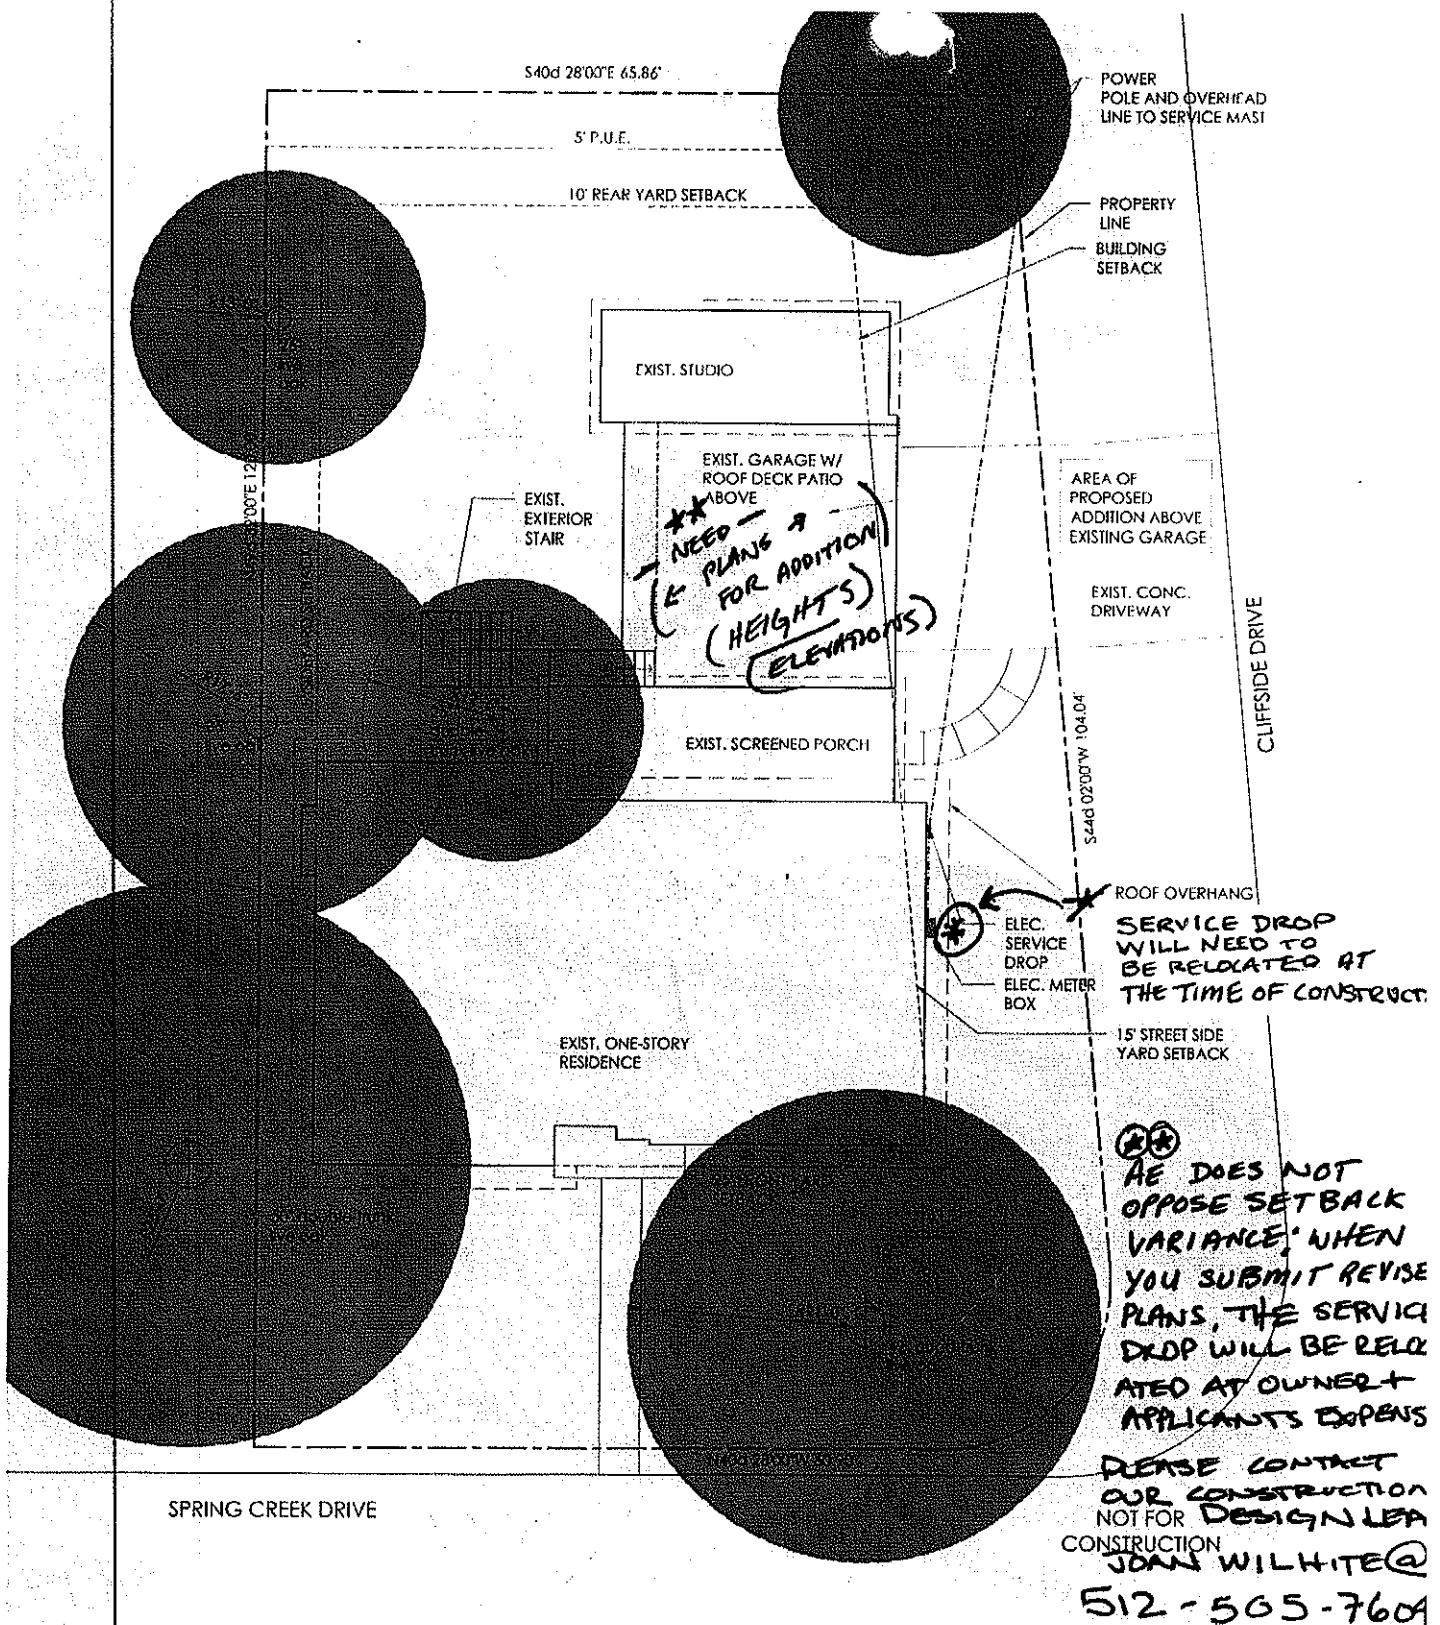 S40d 28'00"E 65.86'
POWER
POLE AND OVERHEAD
LINE TO SERVICE MAST
5' P.U.E.
10' REAR YARD SETBACK
PROPERTY
LINE
BUILDING
SETBACK
EXIST. STUDIO
EXIST. GARAGE W/
ROOF DECK PATIO
ABOVE
**
NEED
PLANS
FOR ADDITION
(HEIGHTS)
(ELEVATIONS)
AREA OF
PROPOSED
ADDITION ABOVE
EXISTING GARAGE
EXIST.
EXTERIOR
STAIR
EXIST. CONC.
DRIVEWAY
CLIFFSIDE DRIVE
EXIST. SCREENED PORCH
S44d 02'00"W 104.04'
ROOF OVERHANG
*
ELEC.
SERVICE
DROP
ELEC. METER
BOX
SERVICE DROP
WILL NEED TO
BE RELOCATED AT
THE TIME OF CONSTRUCT.
15' STREET SIDE
YARD SETBACK
EXIST. ONE-STORY
RESIDENCE
**
AE DOES NOT
OPPOSE SETBACK
VARIANCE; WHEN
YOU SUBMIT REVISE
PLANS, THE SERVIC
DROP WILL BE RELOC
ATED AT OWNER +
APPLICANTS EXPENS
PLEASE CONTACT
OUR CONSTRUCTION
DESIGN LEA
JOAN WILHITE @
512-505-7604
NOT FOR
CONSTRUCTION
SPRING CREEK DRIVE